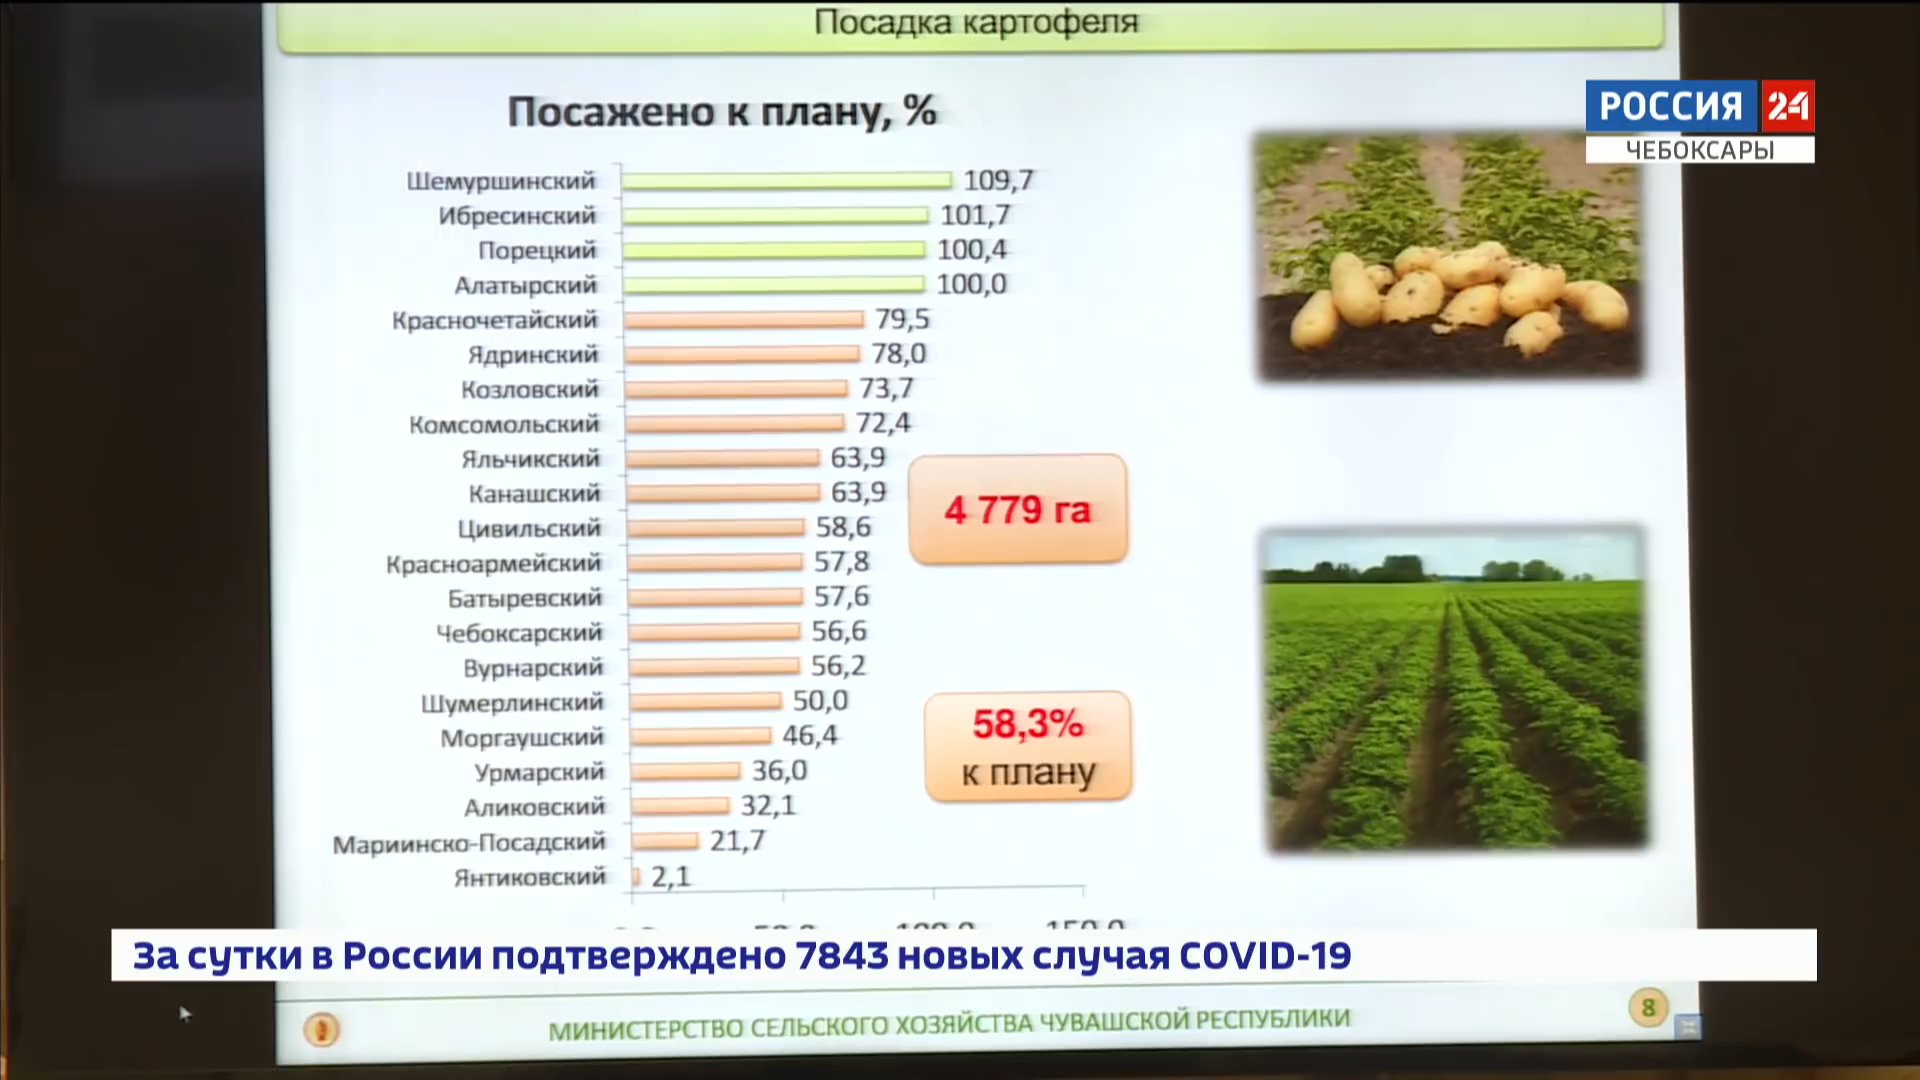 Посадка картофеля
РОССИЯ 24
ЧЕБОКСАРЫ
Посажено к плану, %
Шемуршинский 109,7
Ибресинский 101,7
Порецкий 100,4
Алатырский 100,0
Красночетайский 79,5
Ядринский 78,0
Козловский 73,7
Комсомольский 72,4
Яльчикский 63,9
Канашский 63,9
Цивильский 58,6
Красноармейский 57,8
Батыревский 57,6
Чебоксарский 56,6
Вурнарский 56,2
Шумерлинский 50,0
Моргаушский 46,4
Урмарский 36,0
Аликовский 32,1
Мариинско-Посадский 21,7
Янтиковский 2,1
4 779 га
58,3%
к плану
За сутки в России подтверждено 7843 новых случая COVID-19
МИНИСТЕРСТВО СЕЛЬСКОГО ХОЗЯЙСТВА ЧУВАШСКОЙ РЕСПУБЛИКИ
8